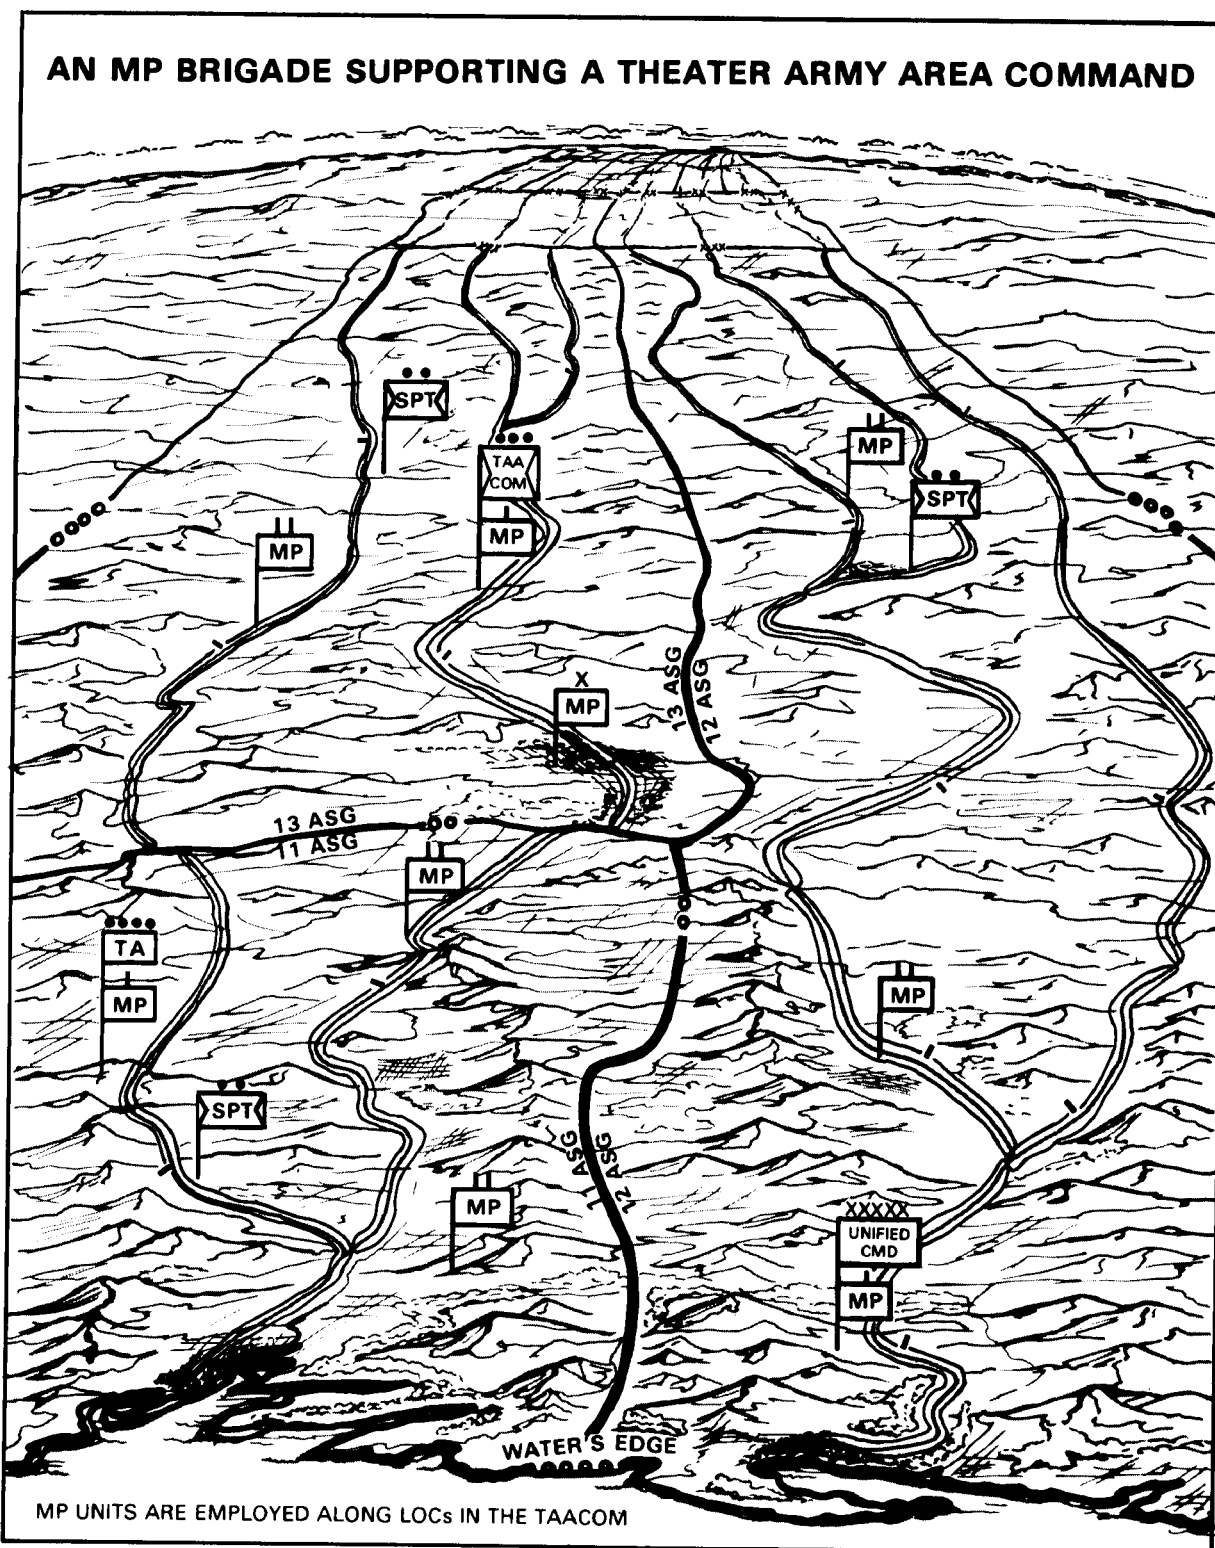 AN MP BRIGADE SUPPORTING A THEATER ARMY AREA COMMAND
SPT
MP
TAA
COM
MP
SPT
MP
MP
X
MP
13 ASG
12 ASG
13 ASG
11 ASG
MP
TA
MP
MP
SPT
11 ASG
12 ASG
MP
XXXXX
UNIFIED
CMD
MP
WATER'S EDGE
MP UNITS ARE EMPLOYED ALONG LOCs IN THE TAACOM